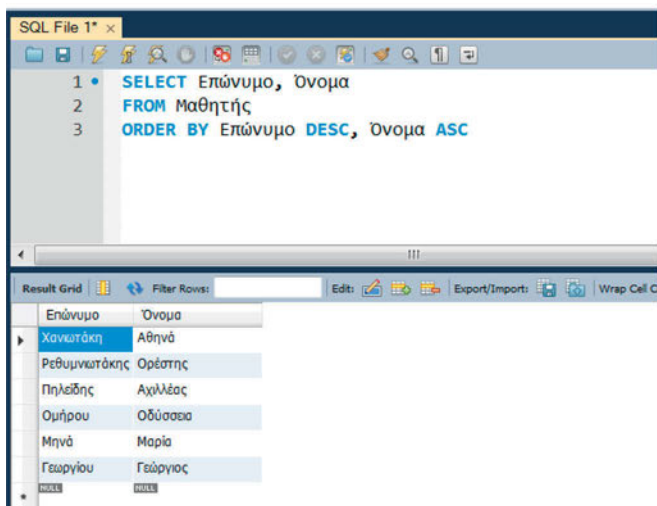 SQL File 1* ×
1 SELECT Επώνυμο, Όνομα
2 FROM Μαθητής
3 ORDER BY Επώνυμο DESC, Όνομα ASC
Result Grid Filter Rows: Edit: Export/Import: Wrap Cell C
Επώνυμο Όνομα
Χανιωτάκη Αθηνά
Ρεθυμνιωτάκης Ορέστης
Πηλείδης Αχιλλέας
Ομήρου Οδύσσεια
Μηνά Μαρία
Γεωργίου Γεώργιος
NULL NULL